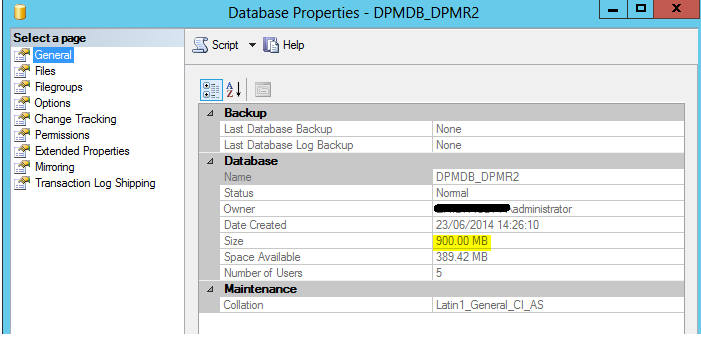 Database Properties - DPMDB_DPMR2
Select a page
General
Files
Filegroups
Options
Change Tracking
Permissions
Extended Properties
Mirroring
Transaction Log Shipping
Script Help
Backup
Last Database Backup None
Last Database Log Backup None
Database
Name DPMDB_DPMR2
Status Normal
Owner \administrator
Date Created 23/06/2014 14:26:10
Size 900.00 MB
Space Available 389.42 MB
Number of Users 5
Maintenance
Collation Latin1_General_CI_AS